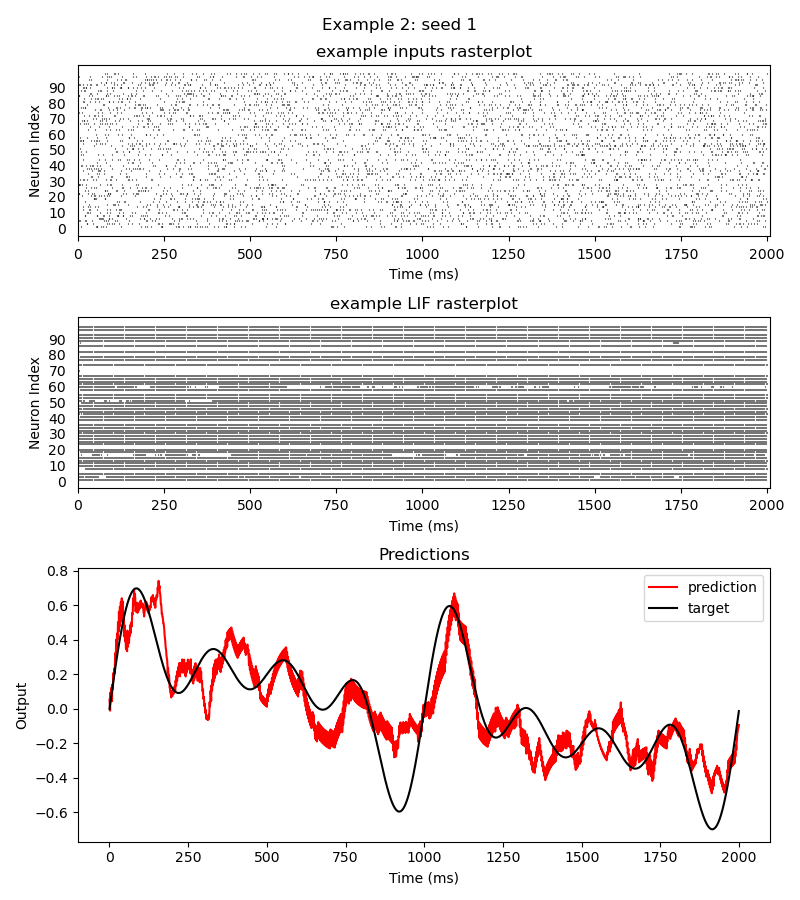 Example 2: seed 1
example inputs rasterplot
Neuron Index
90
80
70
60
50
40
30
20
10
0
0 250 500 750 1000 1250 1500 1750 2000
Time (ms)
example LIF rasterplot
Neuron Index
90
80
70
60
50
40
30
20
10
0
0 250 500 750 1000 1250 1500 1750 2000
Time (ms)
Predictions
Output
0.8
0.6
0.4
0.2
0.0
−0.2
−0.4
−0.6
prediction
target
0 250 500 750 1000 1250 1500 1750 2000
Time (ms)